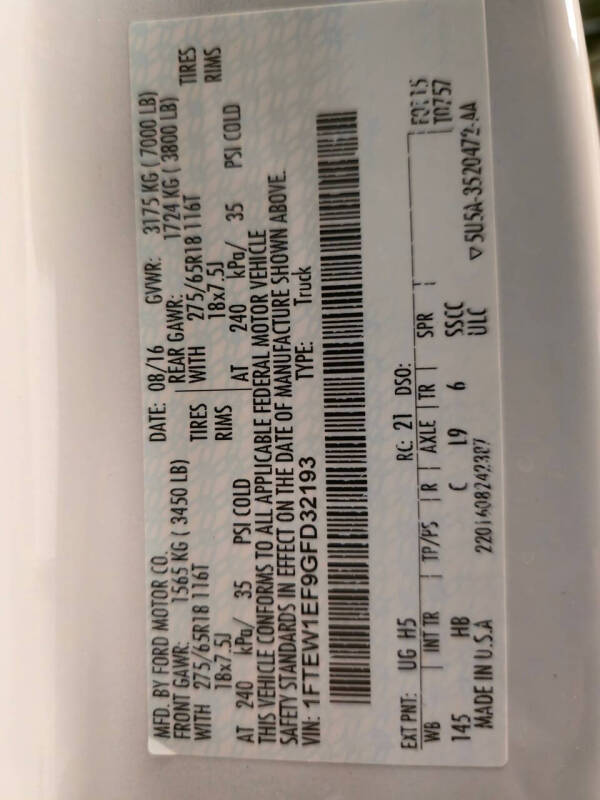 MFD. BY FORD MOTOR CO. DATE: 08/16 GVWR: 3175 KG ( 7000 LB)
FRONT GAWR: 1565 KG ( 3450 LB) REAR GAWR: 1724 KG ( 3800 LB)
WITH 275/65R18 116T TIRES WITH 275/65R18 116T TIRES
18x7.5J RIMS 18x7.5J RIMS
AT 240 kPa/ 35 PSI COLD AT 240 kPa/ 35 PSI COLD
THIS VEHICLE CONFORMS TO ALL APPLICABLE FEDERAL MOTOR VEHICLE
SAFETY STANDARDS IN EFFECT ON THE DATE OF MANUFACTURE SHOWN ABOVE.
VIN: 1FTEW1EF9GFD32193 TYPE: Truck
EXT PNT: UG H5 RC: 21 DSO:
WB INT TR TP/PS R AXLE TR SPR
145 HB C L9 6 SSCC
MADE IN U.S.A 2201608242327 ULC
T0757
▽ 5U5A-3520472-AA